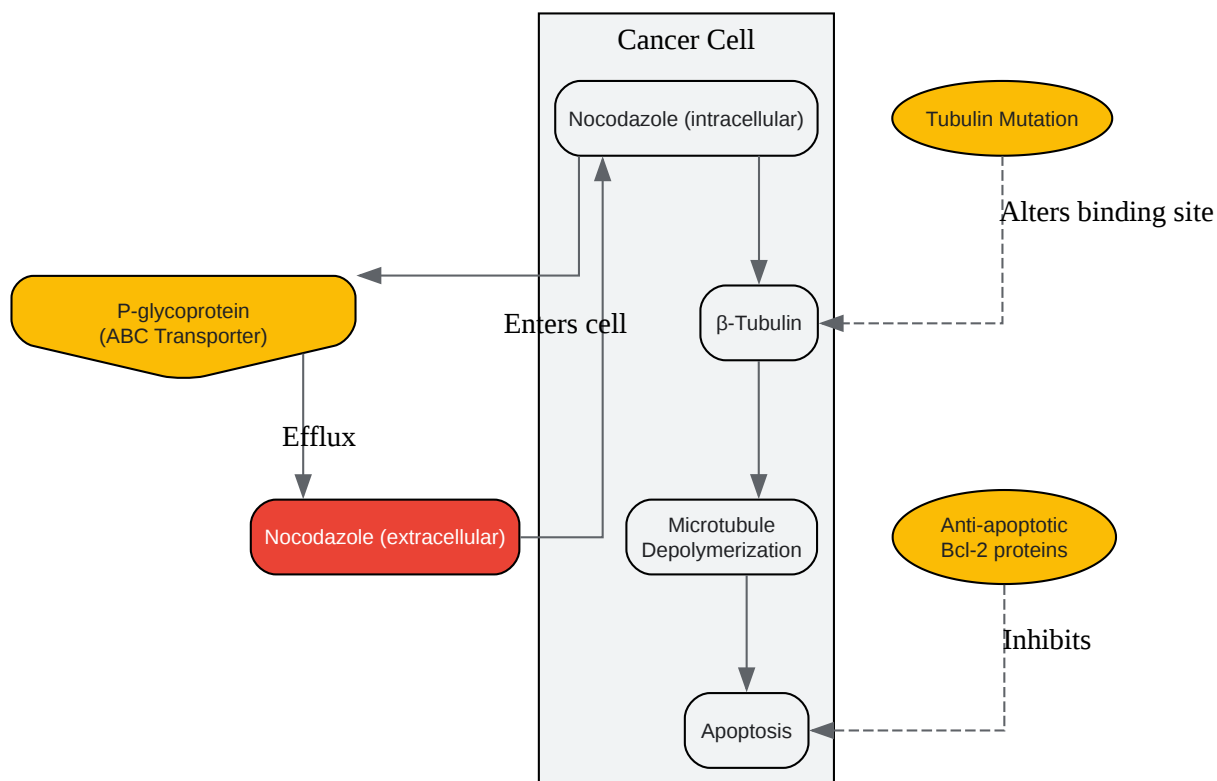 Cancer Cell
Nocodazole (intracellular)
Tubulin Mutation
Alters binding site
P-glycoprotein
(ABC Transporter)
Enters cell
β-Tubulin
Efflux
Nocodazole (extracellular)
Microtubule
Depolymerization
Anti-apoptotic
Bcl-2 proteins
Inhibits
Apoptosis